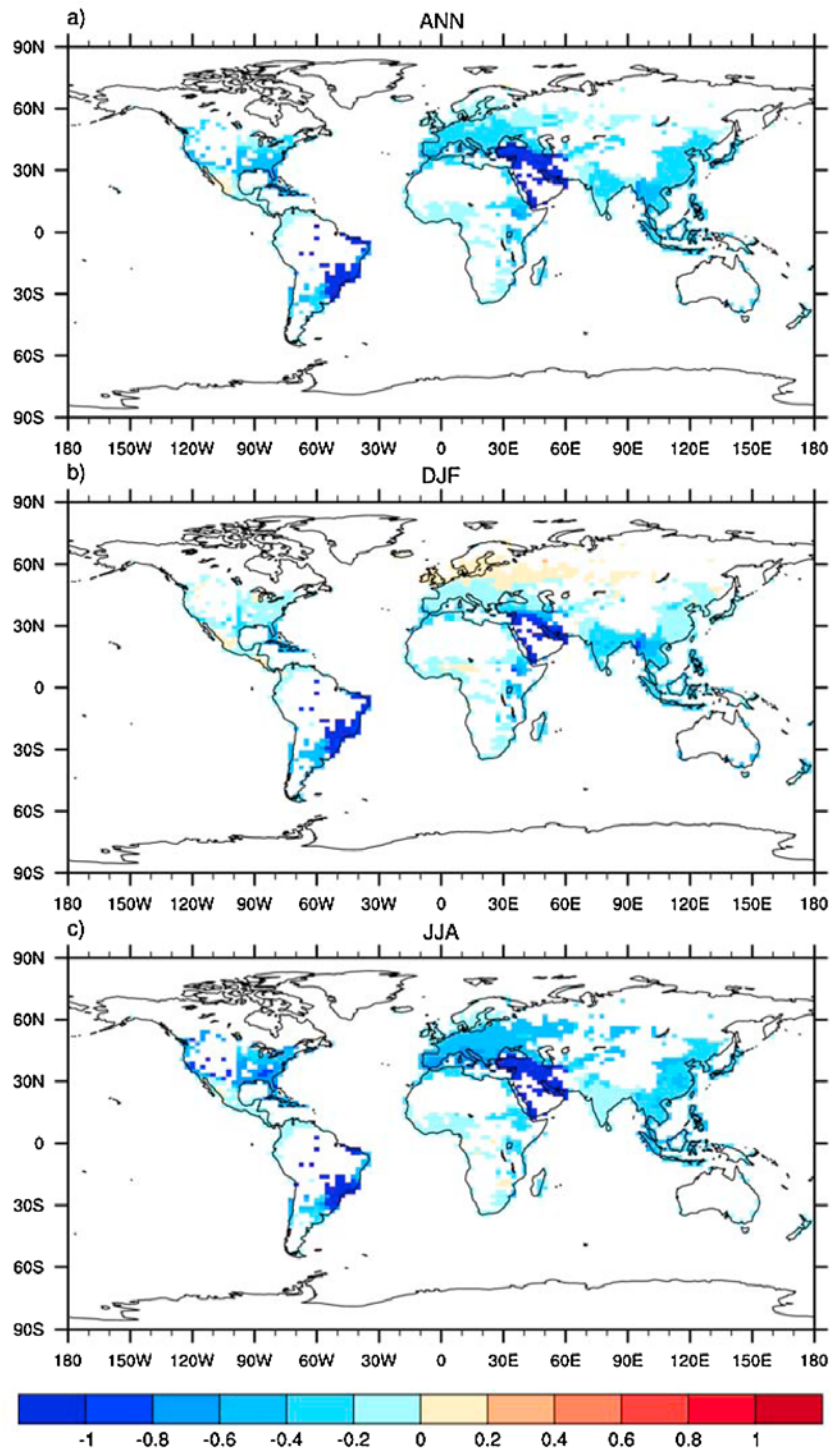 a) ANN
90N
60N
30N
0
30S
60S
90S
180 150W 120W 90W 60W 30W 0 30E 60E 90E 120E 150E 180
b) DJF
90N
60N
30N
0
30S
60S
90S
180 150W 120W 90W 60W 30W 0 30E 60E 90E 120E 150E 180
c) JJA
90N
60N
30N
0
30S
60S
90S
180 150W 120W 90W 60W 30W 0 30E 60E 90E 120E 150E 180
-1 -0.8 -0.6 -0.4 -0.2 0 0.2 0.4 0.6 0.8 1